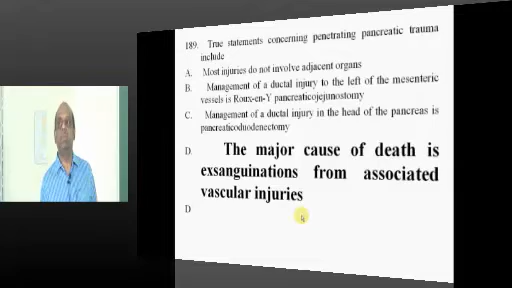 189. True statements concerning penetrating pancreatic trauma
include
A. Most injuries do not involve adjacent organs
B. Management of a ductal injury to the left of the mesenteric
vessels is Roux-en-Y pancreaticojejunostomy
C. Management of a ductal injury in the head of the pancreas is
pancreaticoduodenectomy
D. The major cause of death is
exsanguinations from associated
vascular injuries
D